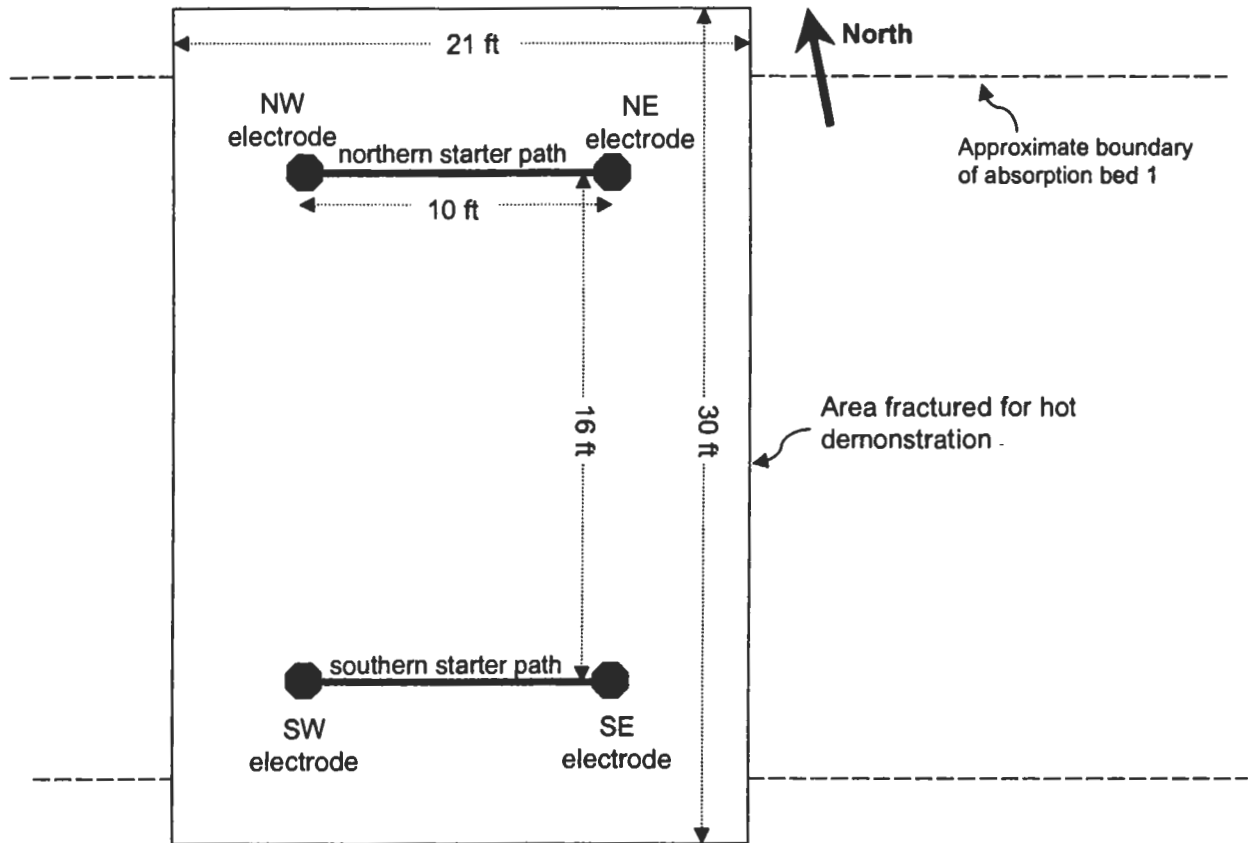 21 ft
North
NW
electrode
NE
electrode
northern starter path
10 ft
Approximate boundary
of absorption bed 1
16 ft
30 ft
Area fractured for hot
demonstration
southern starter path
SW
electrode
SE
electrode